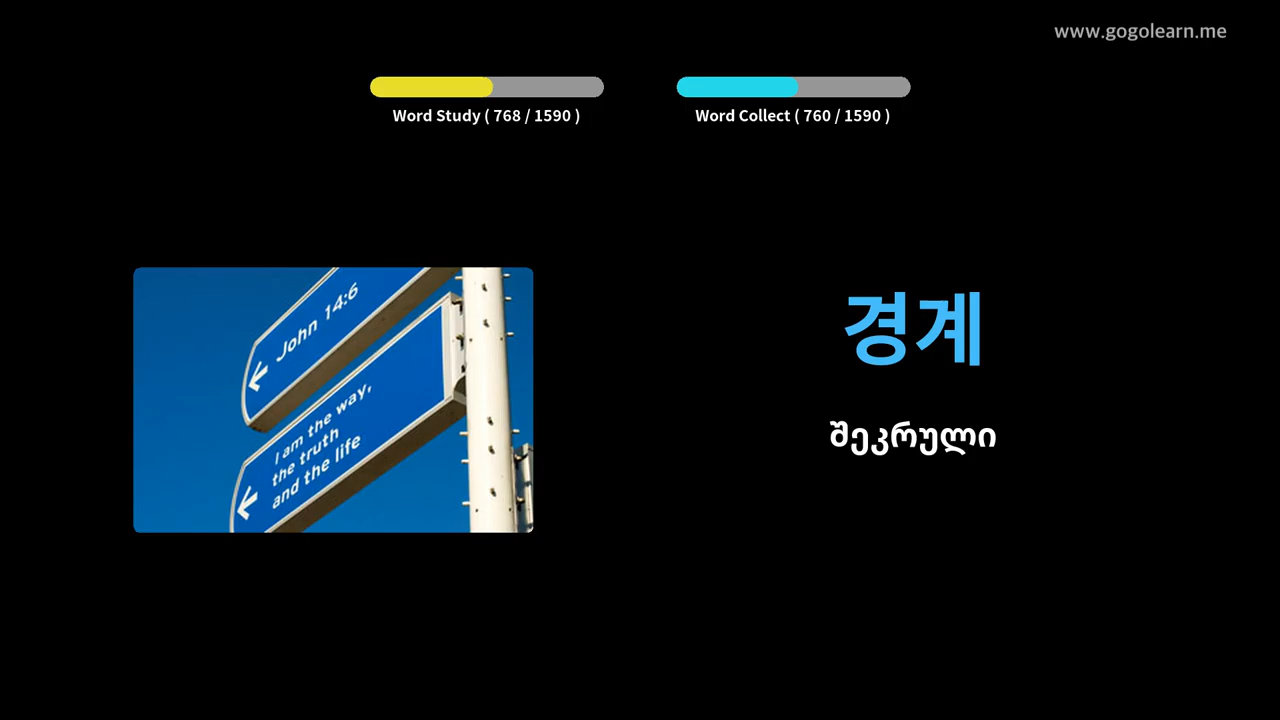 www.gogolearn.me
Word Study ( 768 / 1590 )
Word Collect ( 760 / 1590 )
John 14:6
I am the way,
the truth
and the life
경계
შეკრული